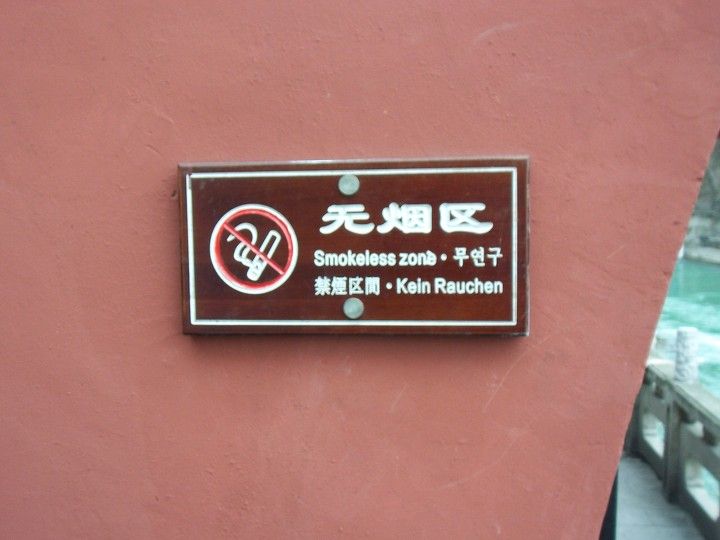 无烟区
Smokeless zone · 무연구
禁煙区間 · Kein Rauchen